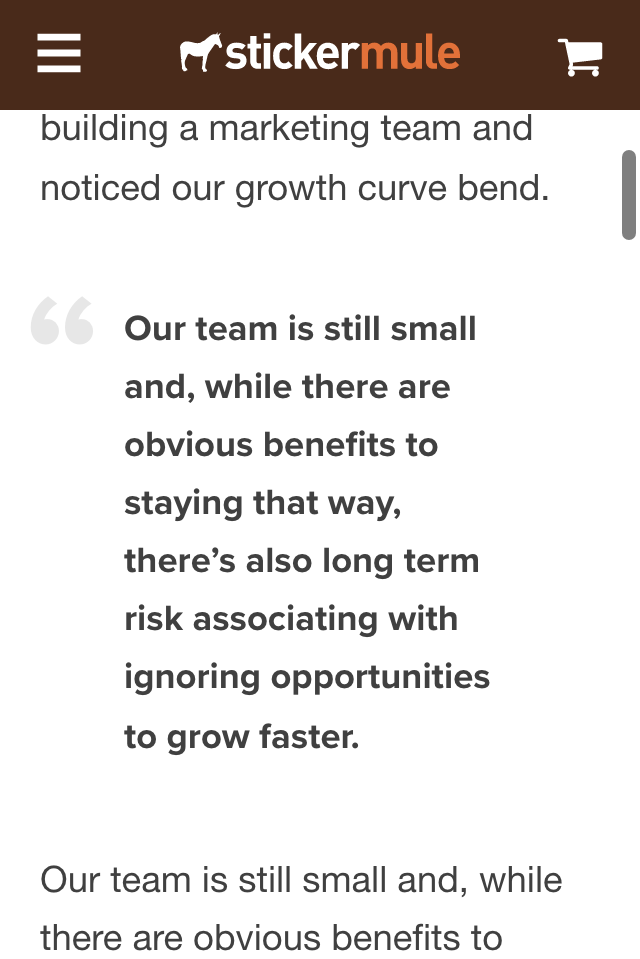 stickermule
building a marketing team and
noticed our growth curve bend.
“
Our team is still small
and, while there are
obvious benefits to
staying that way,
there’s also long term
risk associating with
ignoring opportunities
to grow faster.
Our team is still small and, while
there are obvious benefits to